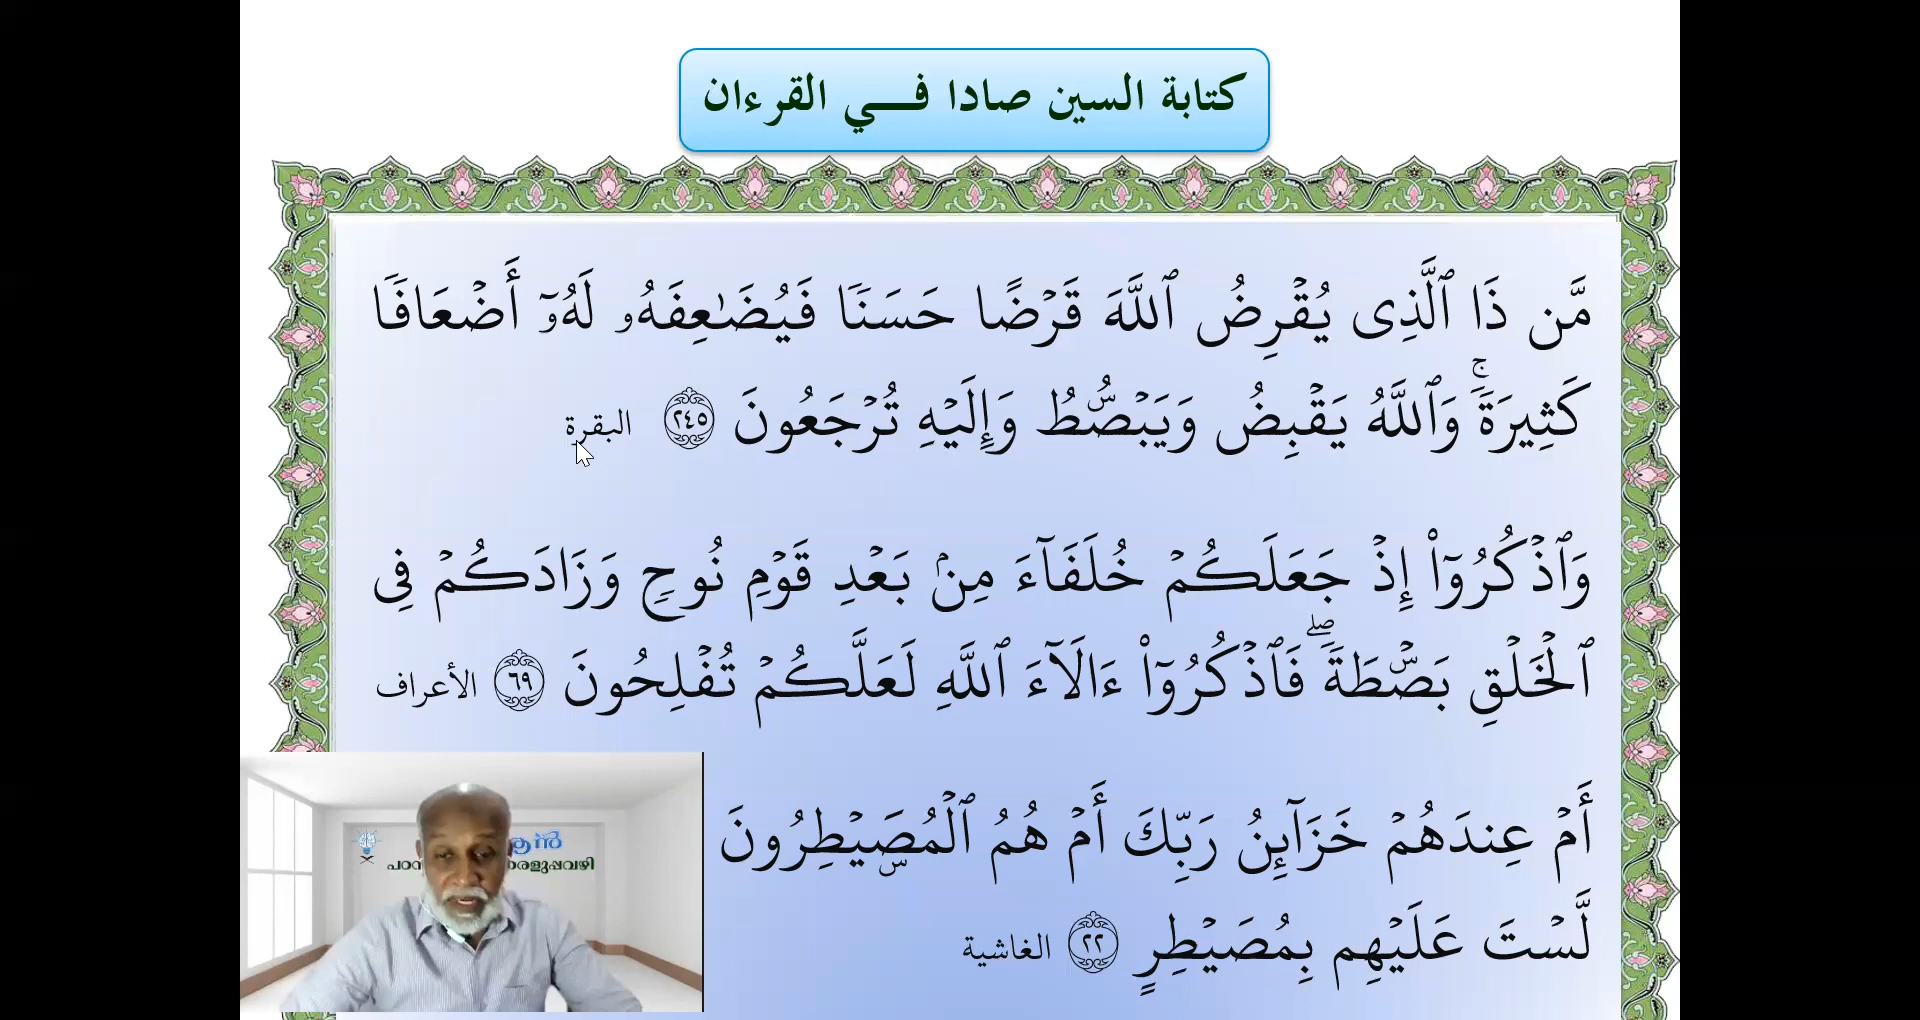 كتابة السين صادا فـــي القرءان
مَّن ذَا ٱلَّذِى يُقْرِضُ ٱللَّهَ قَرْضًا حَسَنًا فَيُضَـٰعِفَهُۥ لَهُۥٓ أَضْعَافًا
كَثِيرَةً ۚ وَٱللَّهُ يَقْبِضُ وَيَبْصُۜطُ وَإِلَيْهِ تُرْجَعُونَ ٢٤٥ البقرة
وَٱذْكُرُوٓا۟ إِذْ جَعَلَكُمْ خُلَفَآءَ مِنۢ بَعْدِ قَوْمِ نُوحٍ وَزَادَكُمْ فِى
ٱلْخَلْقِ بَصْۜطَةً ۖ فَٱذْكُرُوٓا۟ ءَالَآءَ ٱللَّهِ لَعَلَّكُمْ تُفْلِحُونَ ٦٩ الأعراف
أَمْ عِندَهُمْ خَزَآئِنُ رَبِّكَ أَمْ هُمُ ٱلْمُصَۣيْطِرُونَ
لَّسْتَ عَلَيْهِم بِمُصَيْطِرٍ ٢٢ الغاشية